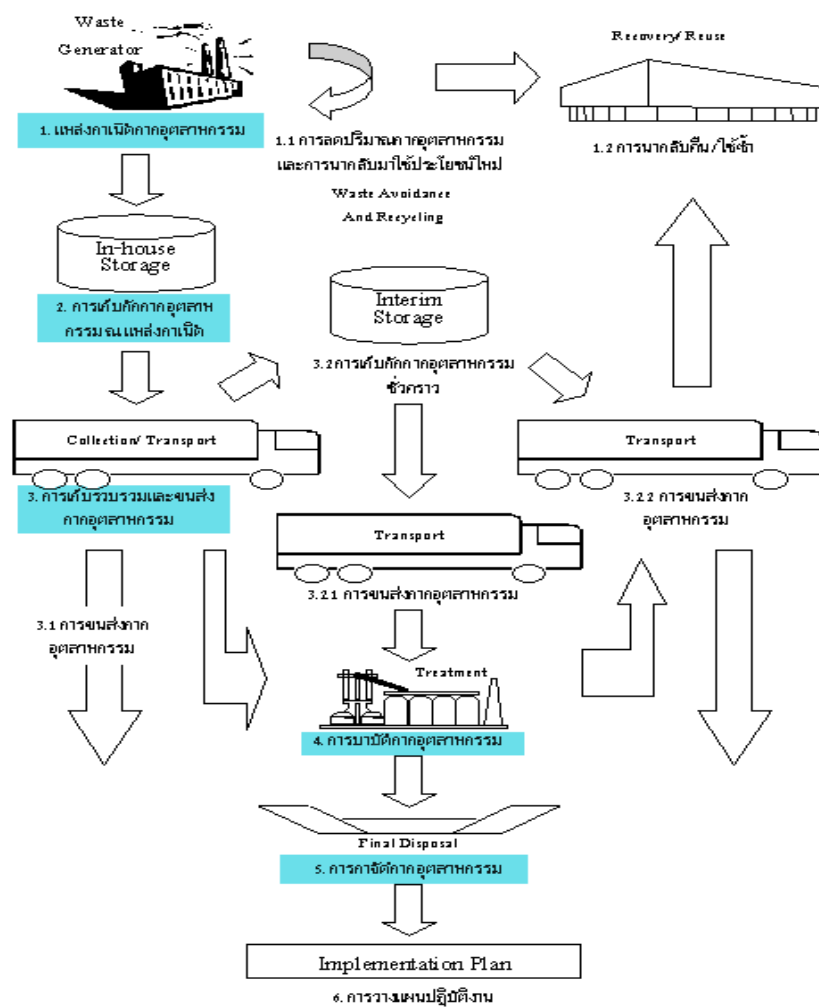 Waste
Generator
1. แหล่งกาเนิดกากอุตสาหกรรม
1.1 การลดปริมาณกากอุตสาหกรรม
และการนากลับมาใช้ประโยชน์ใหม่
Waste Avoidance
And Recycling
Recovery/ Reuse
1.2 การนากลับคืน/ใช้ซ้ำ
In-house
Storage
2. การเก็บกักกากอุตสาห
กรรม ณ แหล่งกาเนิด
Interim
Storage
3.2 การเก็บกักกากอุตสาหกรรม
ชั่วคราว
Collection/ Transport
3. การเก็บรวบรวมและขนส่ง
กากอุตสาหกรรม
Transport
3.2.2 การขนส่งกาก
อุตสาหกรรม
Transport
3.2.1 การขนส่งกากอุตสาหกรรม
3.1 การขนส่งกาก
อุตสาหกรรม
Treatment
4. การบาบัดกากอุตสาหกรรม
Final Disposal
5. การกาจัดกากอุตสาหกรรม
Implementation Plan
6. การวางแผนปฏิบัติงาน